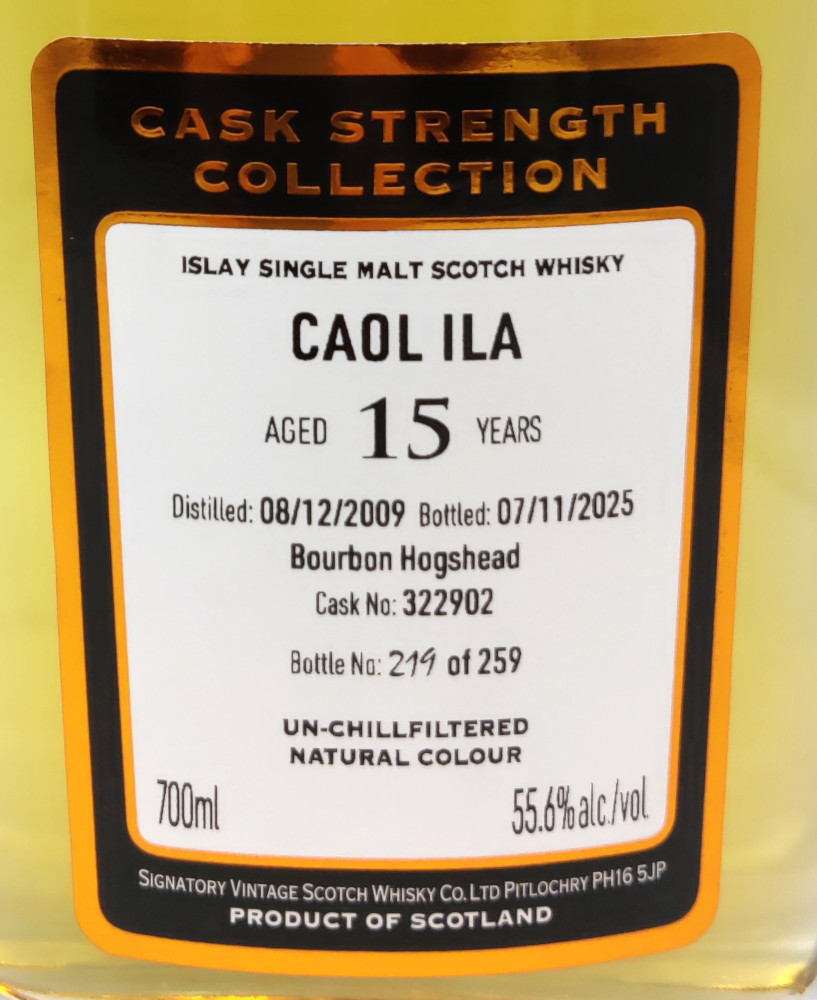 CASK STRENGTH
COLLECTION
ISLAY SINGLE MALT SCOTCH WHISKY
CAOL ILA
AGED 15 YEARS
Distilled: 08/12/2009 Bottled: 07/11/2025
Bourbon Hogshead
Cask No: 322902
Bottle No: 219 of 259
UN-CHILLFILTERED
NATURAL COLOUR
700ml 55.6% alc./vol
SIGNATORY VINTAGE SCOTCH WHISKY CO. LTD PITLOCHRY PH16 5JP
PRODUCT OF SCOTLAND